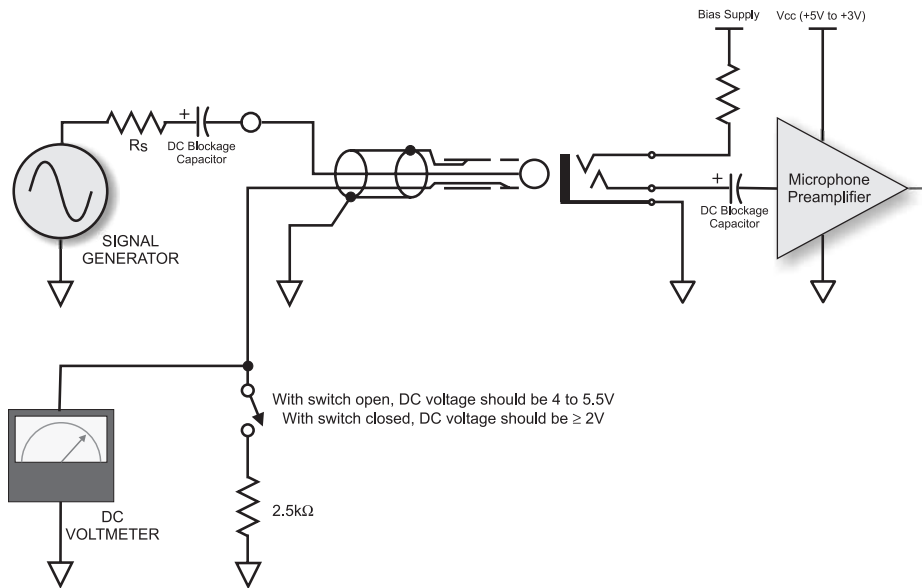 Bias Supply
Vcc (+5V to +3V)
+
Rs
DC Blockage
Capacitor
SIGNAL
GENERATOR
+
DC Blockage
Capacitor
Microphone
Preamplifier
With switch open, DC voltage should be 4 to 5.5V
With switch closed, DC voltage should be ≥ 2V
2.5kΩ
DC
VOLTMETER